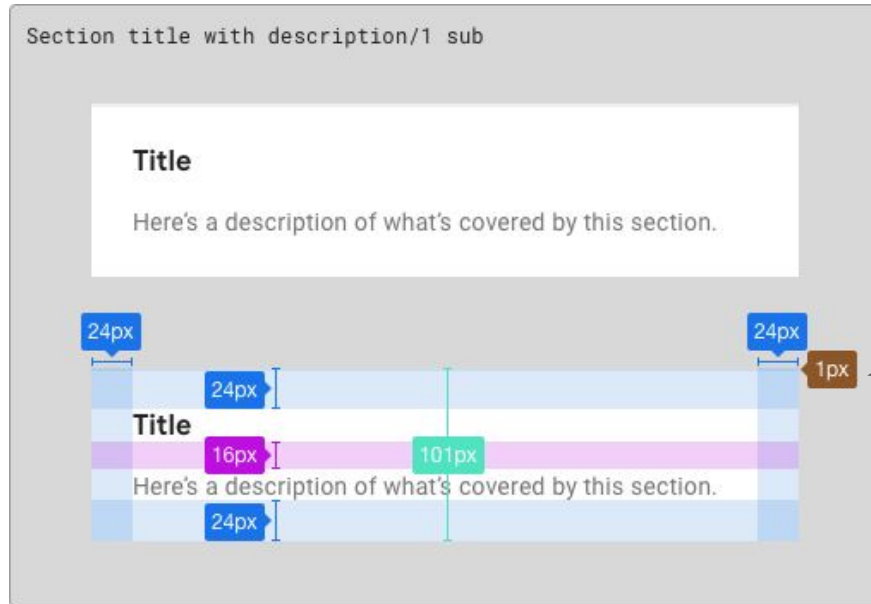 Section title with description/1 sub
Title
Here's a description of what's covered by this section.
24px
24px
1px
24px
Title
16px
101px
Here's a description of what's covered by this section.
24px